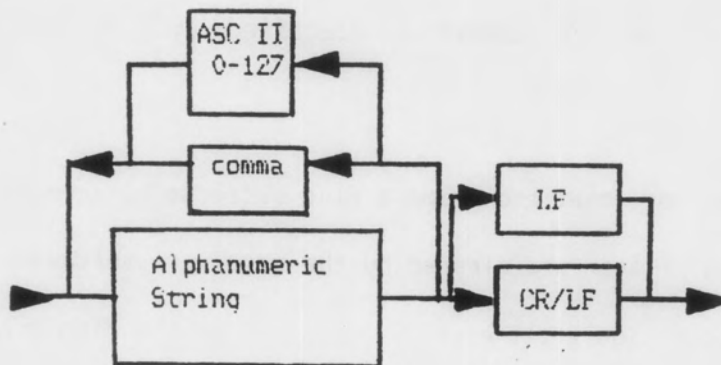 ASC II
0-127
comma
LF
Alphanumeric
String
CR/LF